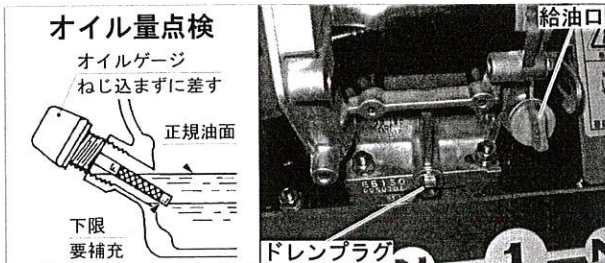 オイル量点検
オイルゲージ
ねじ込まずに差す
正規油面
下限
要補充
給油口
ドレンプラグ
1